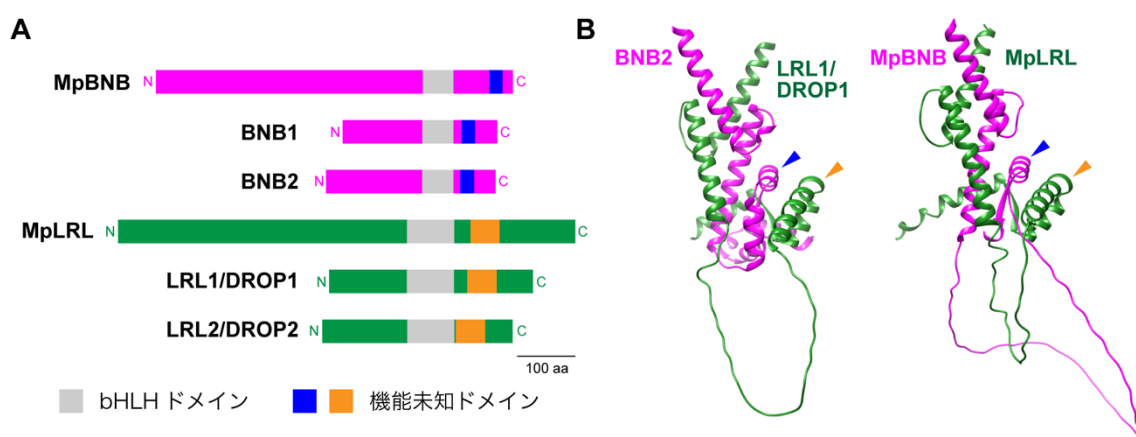 A
MpBNB N C
BNB1 N C
BNB2 N C
MpLRL N C
LRL1/DROP1 N C
LRL2/DROP2 N C
100 aa
bHLH ドメイン 機能未知ドメイン
B
BNB2
LRL1/
DROP1
MpBNB MpLRL